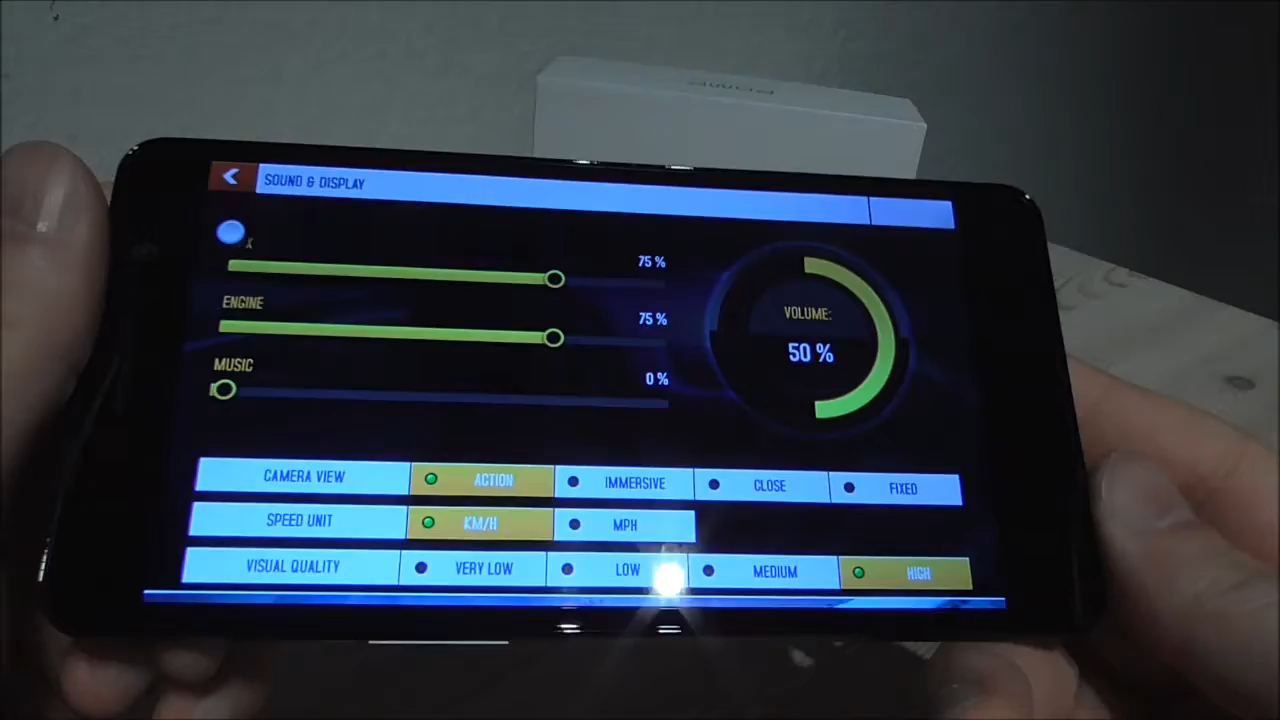 SOUND & DISPLAY
X
75 %
ENGINE
75 %
MUSIC
0 %
VOLUME:
50 %
CAMERA VIEW ACTION IMMERSIVE CLOSE FIXED
SPEED UNIT KM/H MPH
VISUAL QUALITY VERY LOW LOW MEDIUM HIGH